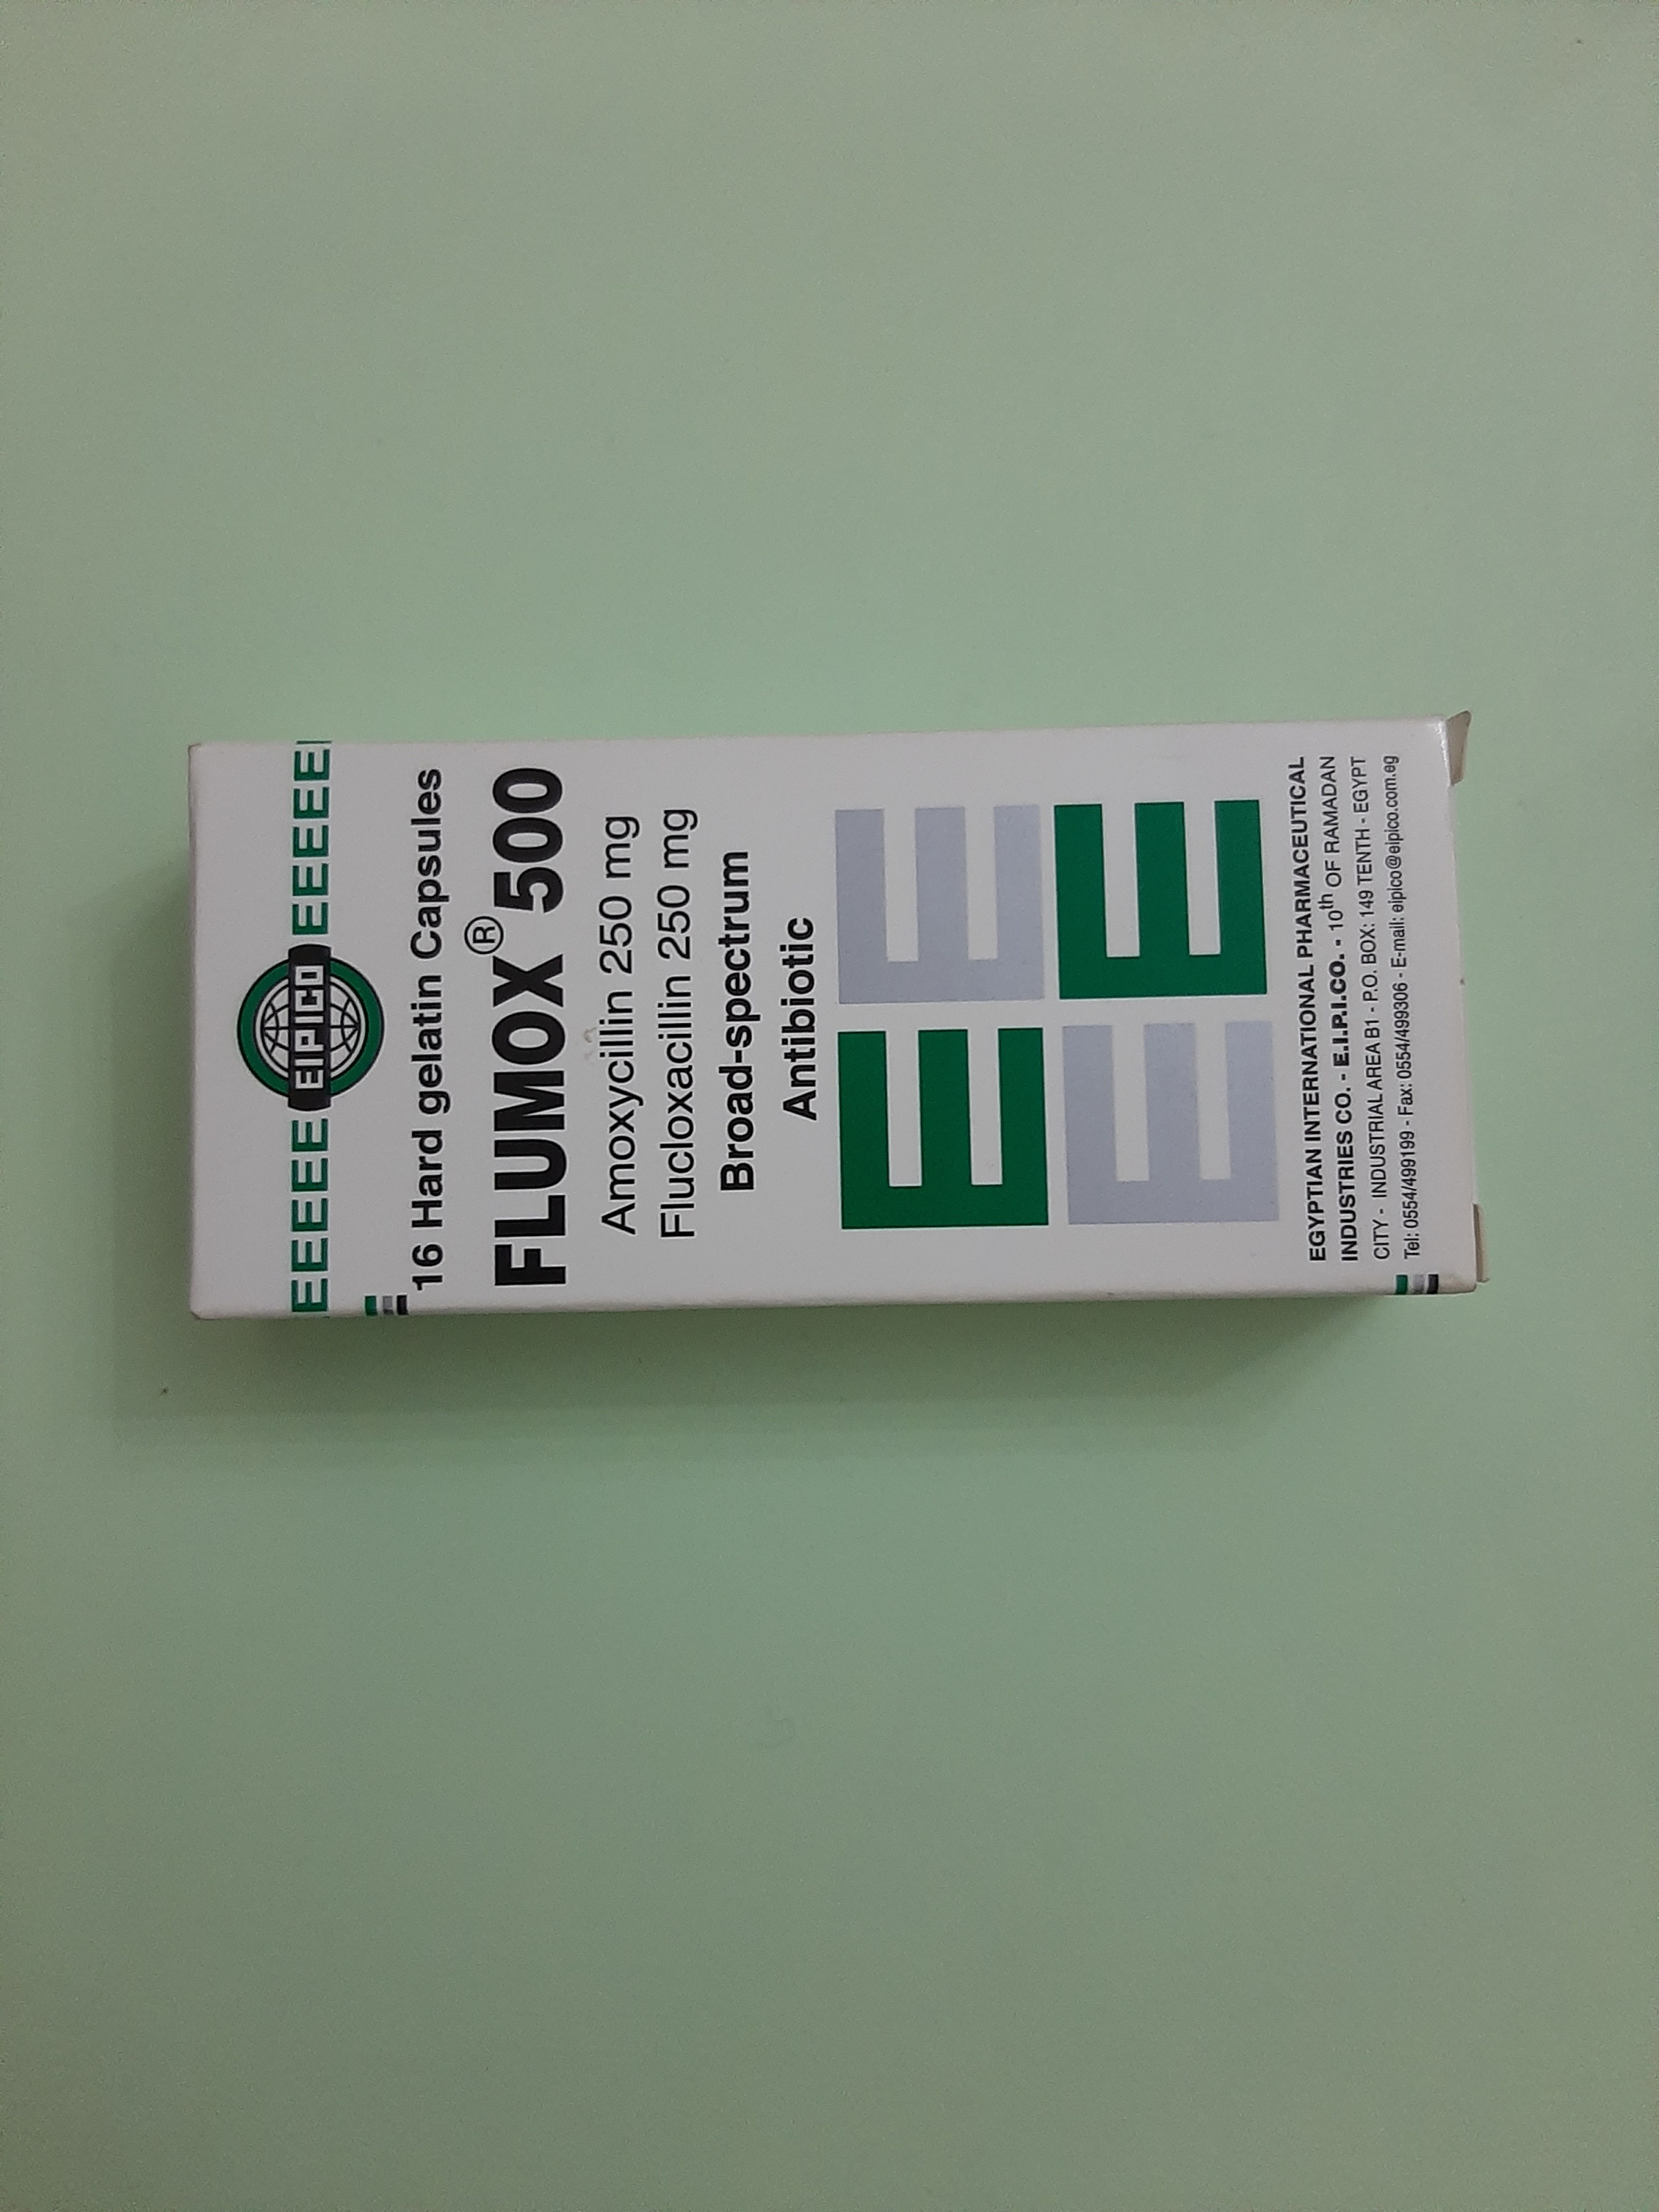 EEEEE EIPICO EEEEE
16 Hard gelatin Capsules
FLUMOX® 500
Amoxycillin 250 mg
Flucloxacillin 250 mg
Broad-spectrum
Antibiotic
E E
E E
EGYPTIAN INTERNATIONAL PHARMACEUTICAL
INDUSTRIES CO. - E.I.P.I.CO. - 10th OF RAMADAN
CITY - INDUSTRIAL AREA B1 - P.O. BOX: 149 TENTH - EGYPT
Tel: 0554/499199 - Fax: 0554/499306 - E-mail: eipico@eipico.com.eg